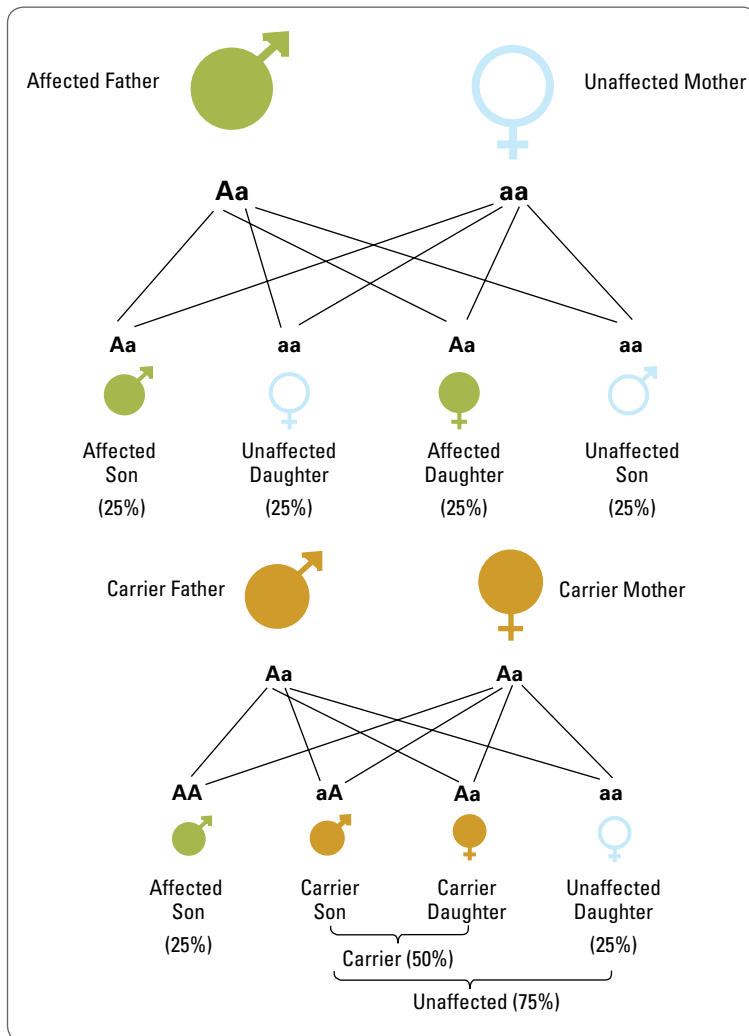 Affected Father
Unaffected Mother
Aa
aa
Aa
aa
Aa
aa
Affected
Son
(25%)
Unaffected
Daughter
(25%)
Affected
Daughter
(25%)
Unaffected
Son
(25%)
Carrier Father
Carrier Mother
Aa
Aa
AA
aA
Aa
aa
Affected
Son
(25%)
Carrier
Son
Carrier
Daughter
Unaffected
Daughter
(25%)
Carrier (50%)
Unaffected (75%)